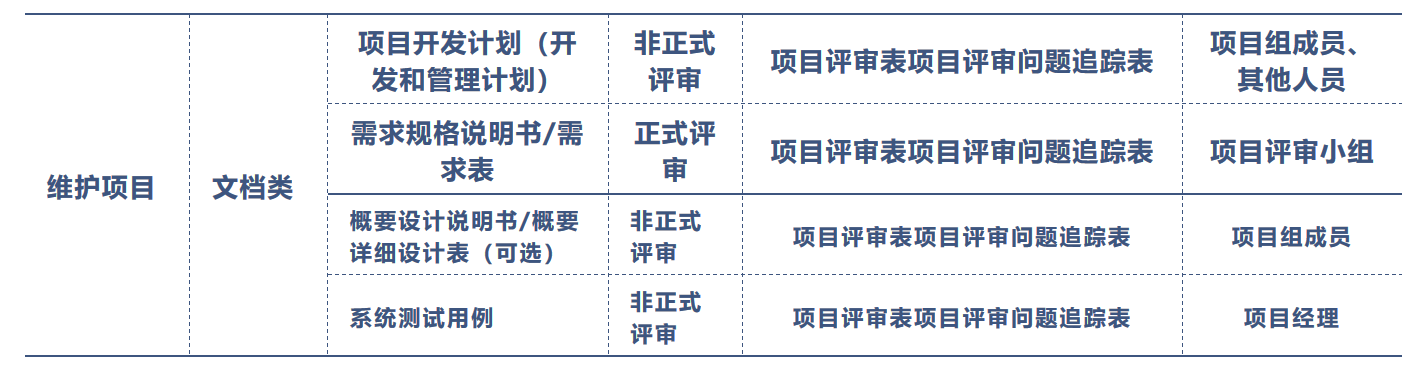 项目开发计划（开
发和管理计划）
非正式
评审
项目评审表项目评审问题追踪表
项目组成员、
其他人员
需求规格说明书/需
求表
正式评
审
项目评审表项目评审问题追踪表
项目评审小组
维护项目
文档类
概要设计说明书/概要
详细设计表（可选）
非正式
评审
项目评审表项目评审问题追踪表
项目组成员
系统测试用例
非正式
评审
项目评审表项目评审问题追踪表
项目经理